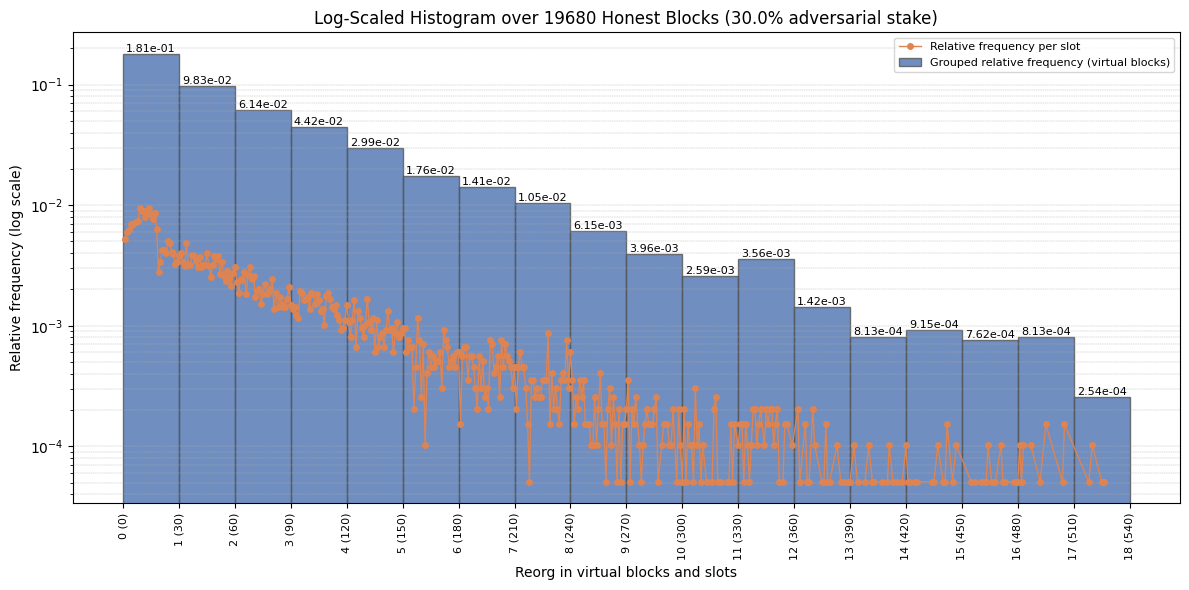 Log-Scaled Histogram over 19680 Honest Blocks (30.0% adversarial stake)
Relative frequency per slot
Grouped relative frequency (virtual blocks)
Relative frequency (log scale)
10⁻¹
10⁻²
10⁻³
10⁻⁴
1.81e-01
9.83e-02
6.14e-02
4.42e-02
2.99e-02
1.76e-02
1.41e-02
1.05e-02
6.15e-03
3.96e-03
2.59e-03
3.56e-03
1.42e-03
8.13e-04
9.15e-04
7.62e-04
8.13e-04
2.54e-04
0 (0)
1 (30)
2 (60)
3 (90)
4 (120)
5 (150)
6 (180)
7 (210)
8 (240)
9 (270)
10 (300)
11 (330)
12 (360)
13 (390)
14 (420)
15 (450)
16 (480)
17 (510)
18 (540)
Reorg in virtual blocks and slots